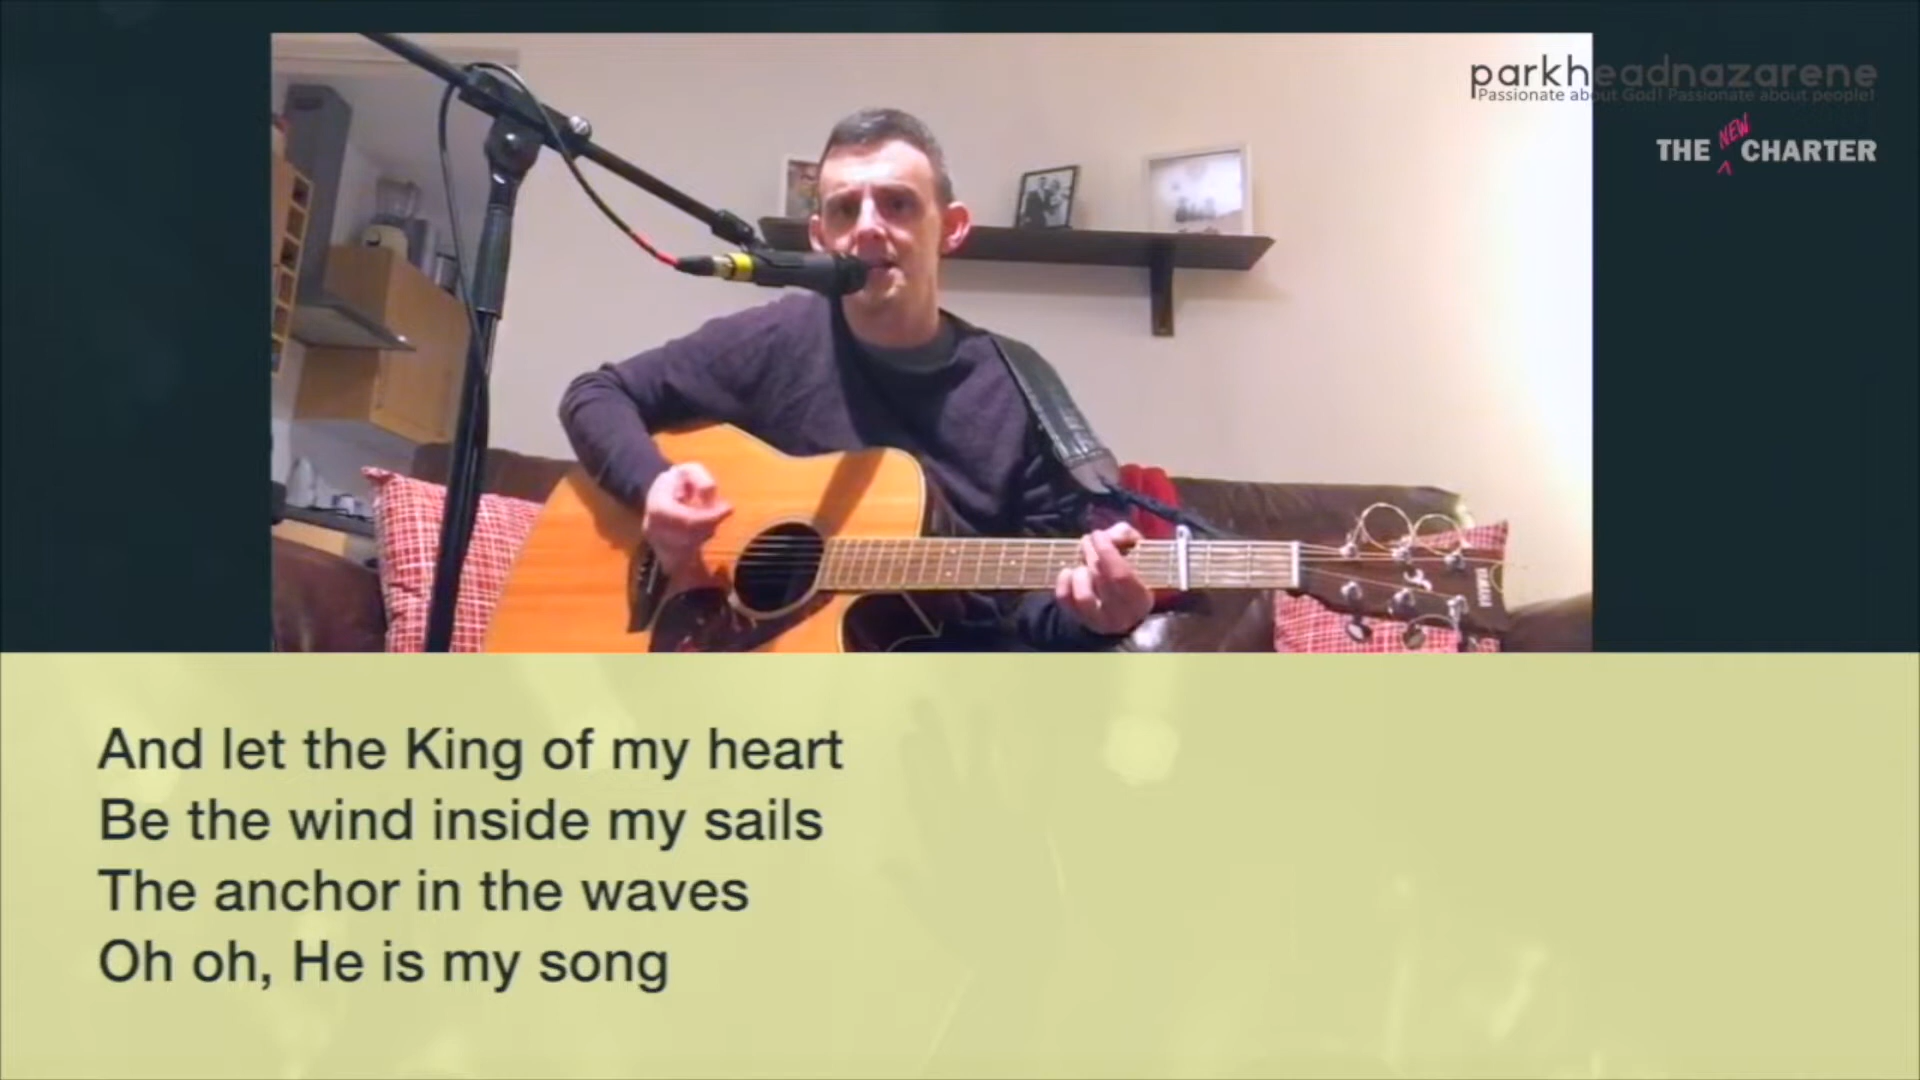 parkheadnazarene
Passionate about God! Passionate about people!
THE NEW CHARTER
YAMAHA
And let the King of my heart
Be the wind inside my sails
The anchor in the waves
Oh oh, He is my song